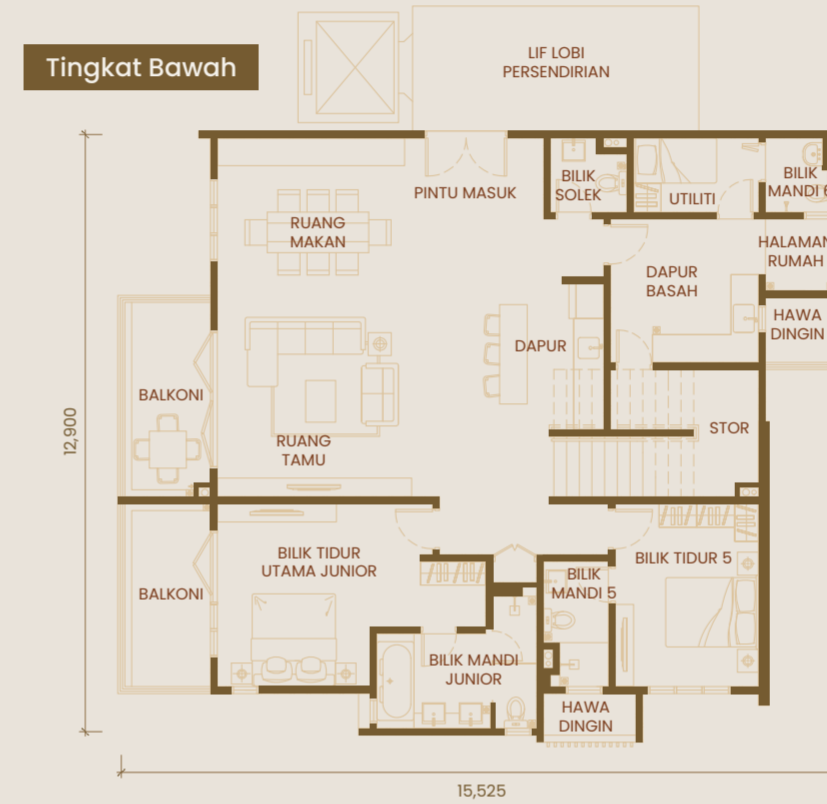 LIF LOBI
PERSENDIRIAN
Tingkat Bawah
PINTU MASUK
BILIK
SOLEK
UTILITI
BILIK
MANDI 6
RUANG
MAKAN
DAPUR
BASAH
HALAMAN
RUMAH
HAWA
DINGIN
DAPUR
BALKONI
12,900
RUANG
TAMU
STOR
BILIK TIDUR
UTAMA JUNIOR
BILIK TIDUR 5
BALKONI
BILIK
MANDI 5
BILIK MANDI
JUNIOR
HAWA
DINGIN
15,525